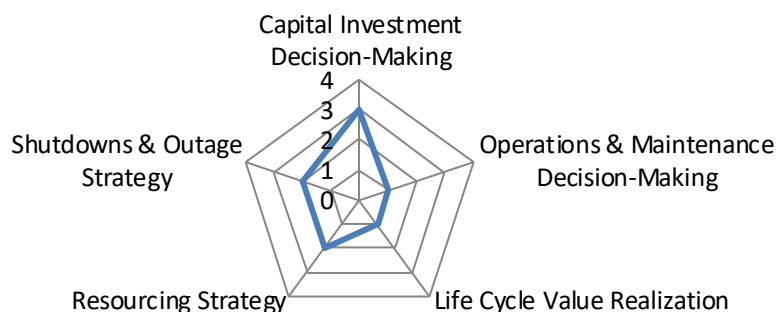 Capital Investment
Decision-Making
4
3
2
1
0
Operations & Maintenance
Decision-Making
Life Cycle Value Realization
Resourcing Strategy
Shutdowns & Outage
Strategy